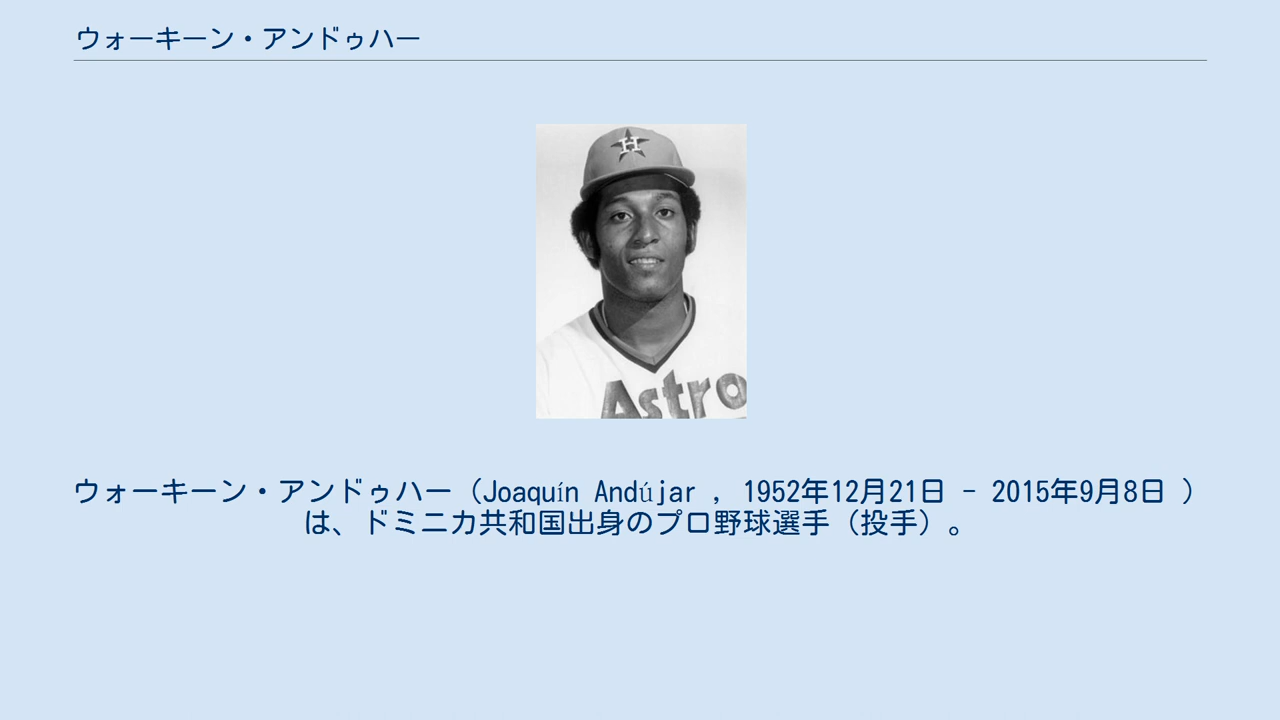 ウォーキーン・アンドゥハー
H
Astro
ウォーキーン・アンドゥハー（Joaquín Andújar , 1952年12月21日 - 2015年9月8日 ）
は、ドミニカ共和国出身のプロ野球選手（投手）。